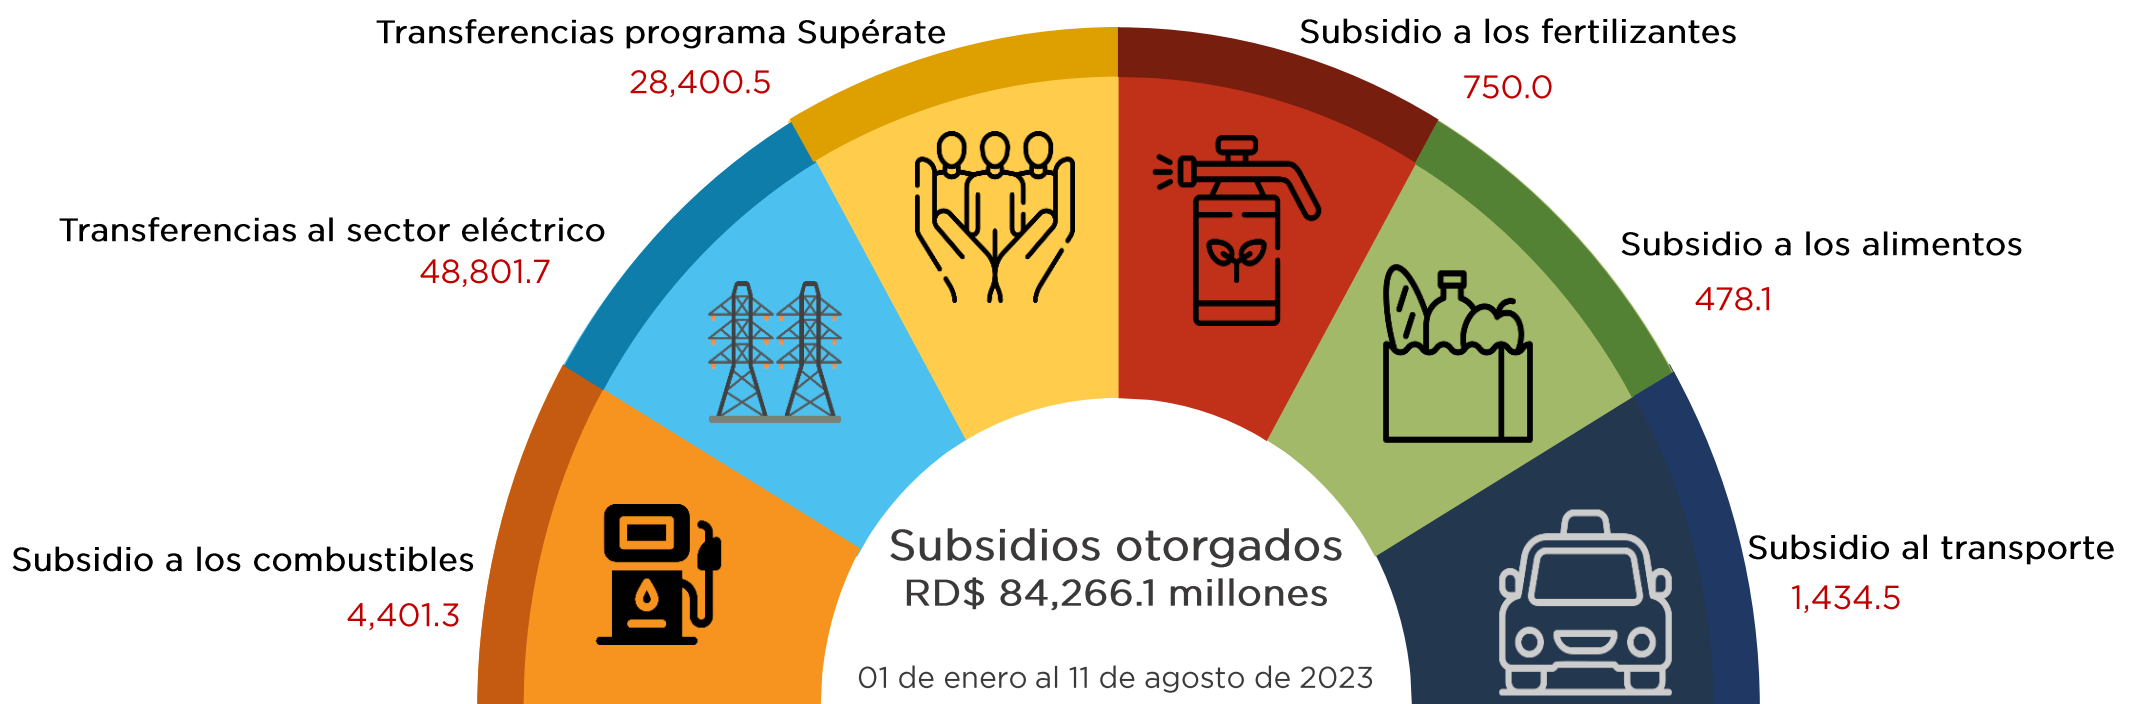 Transferencias programa Supérate
28,400.5
Subsidio a los fertilizantes
750.0
Transferencias al sector eléctrico
48,801.7
Subsidio a los alimentos
478.1
Subsidio a los combustibles
4,401.3
Subsidios otorgados
RD$ 84,266.1 millones
01 de enero al 11 de agosto de 2023
Subsidio al transporte
1,434.5